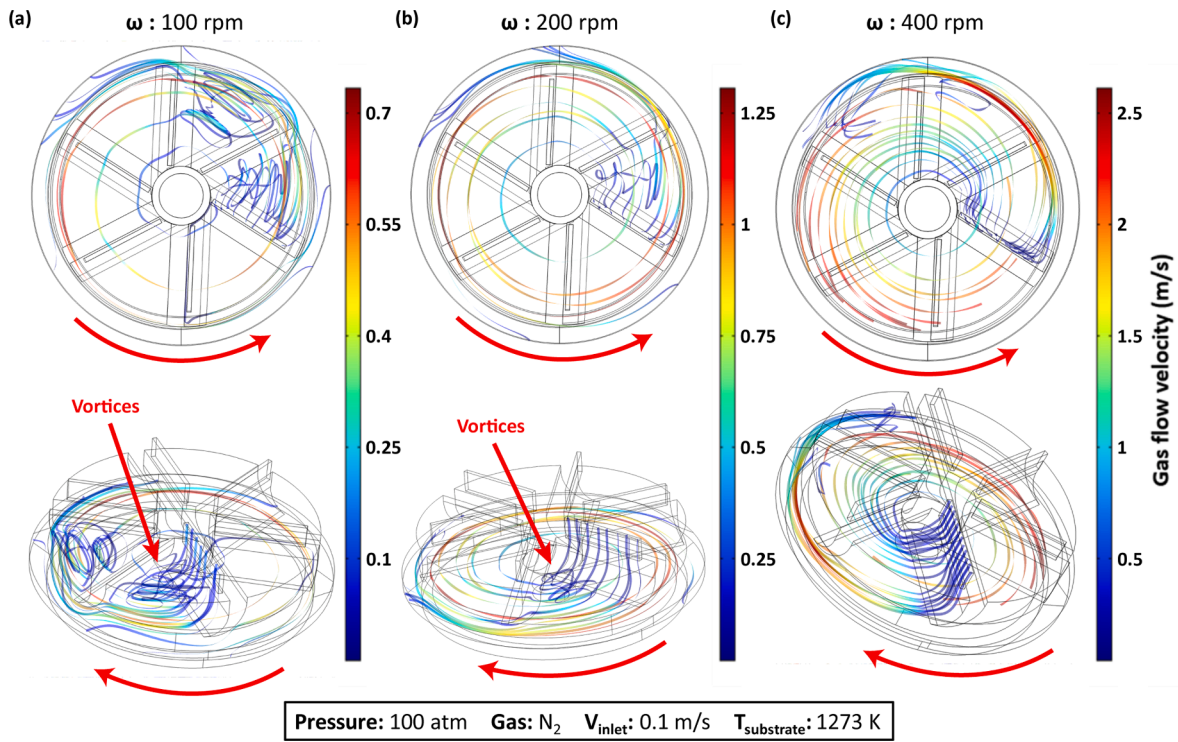 (a)
ω : 100 rpm
(b)
ω : 200 rpm
(c)
ω : 400 rpm
0.7
0.55
0.4
0.25
0.1
1.25
1
0.75
0.5
0.25
2.5
2
1.5
1
0.5
Gas flow velocity (m/s)
Vortices
Vortices
Pressure: 100 atm Gas: N₂ Vinlet: 0.1 m/s Tsubstrate: 1273 K